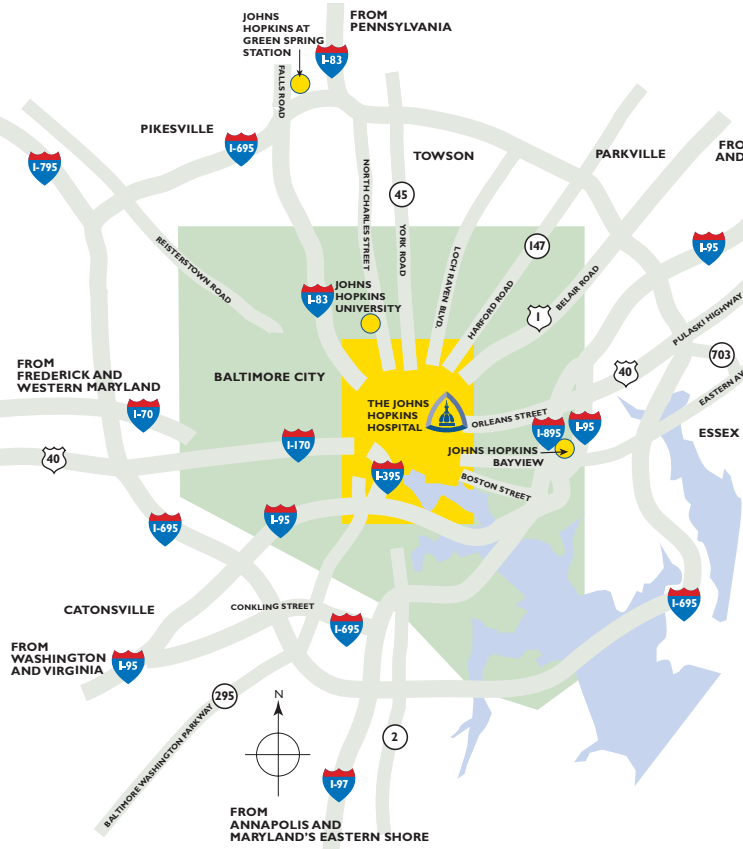 JOHNS
HOPKINS AT
GREEN SPRING
STATION
FROM
PENNSYLVANIA
I-83
FALLS ROAD
PIKESVILLE
I-695
I-795
TOWSON
PARKVILLE
FRO
AND
NORTH CHARLES STREET
45
YORK ROAD
LOCH RAVEN BLVD.
147
HARFORD ROAD
1
BELAIR ROAD
I-95
REISTERSTOWN ROAD
I-83
JOHNS
HOPKINS
UNIVERSITY
PULASKI HIGHWAY
703
40
EASTERN AV
FROM
FREDERICK AND
WESTERN MARYLAND
BALTIMORE CITY
I-70
THE JOHNS
HOPKINS
HOSPITAL
ORLEANS STREET
I-895
I-95
ESSEX
40
I-170
JOHNS HOPKINS
BAYVIEW
I-395
BOSTON STREET
I-695
I-95
CATONSVILLE
CONKLING STREET
I-695
I-695
FROM
WASHINGTON
AND VIRGINIA
I-95
295
BALTIMORE WASHINGTON PARKWAY
N
2
I-97
FROM
ANNAPOLIS AND
MARYLAND'S EASTERN SHORE